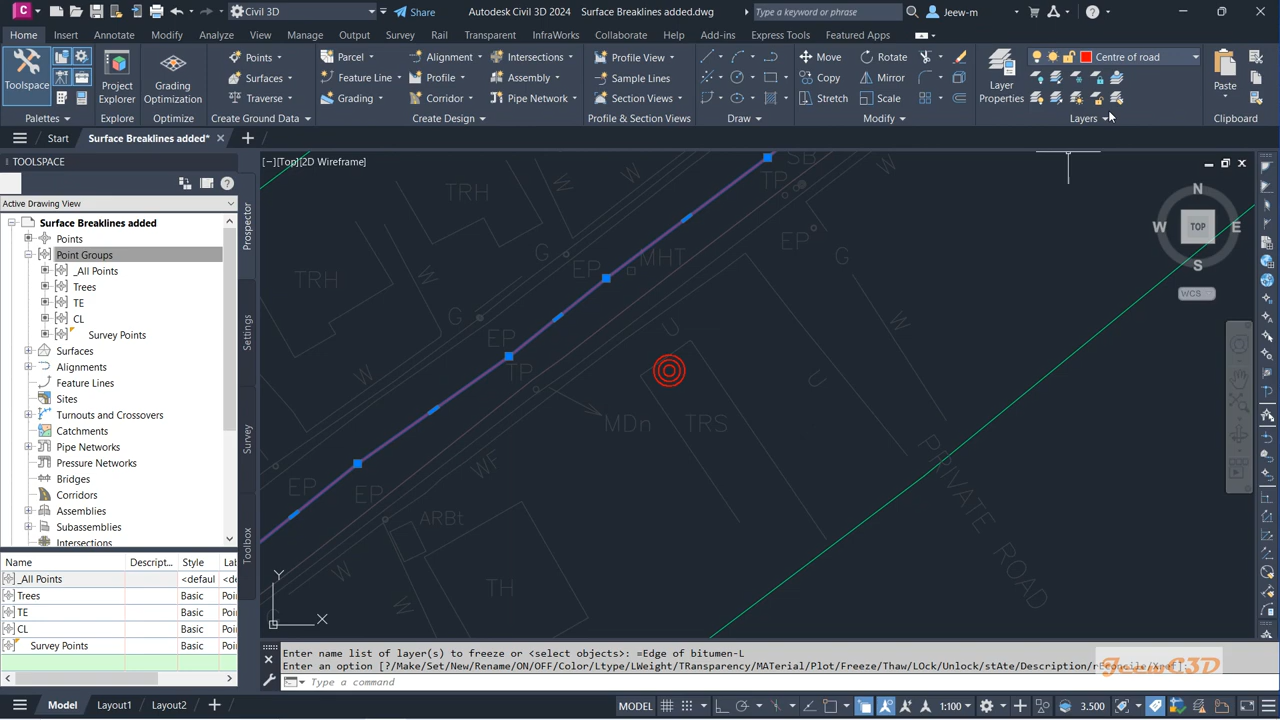 Civil 3D
Share
Autodesk Civil 3D 2024
Surface Breaklines added.dwg
Type a keyword or phrase
Jeew-m
Home Insert Annotate Modify Analyze View Manage Output Survey Rail Transparent InfraWorks Collaborate Help Add-ins Express Tools Featured Apps
Toolspace
Project Explorer
Grading Optimization
Points
Surfaces
Traverse
Parcel
Feature Line
Grading
Alignment
Profile
Corridor
Intersections
Assembly
Pipe Network
Profile View
Sample Lines
Section Views
Move
Copy
Stretch
Rotate
Mirror
Scale
Layer Properties
Centre of road
Paste
Palettes Explore Optimize Create Ground Data Create Design Profile & Section Views Draw Modify Layers Clipboard
Start Surface Breaklines added*
TOOLSPACE
Active Drawing View
Surface Breaklines added
Points
Point Groups
_All Points
Trees
TE
CL
Survey Points
Surfaces
Alignments
Feature Lines
Sites
Turnouts and Crossovers
Catchments
Pipe Networks
Pressure Networks
Bridges
Corridors
Assemblies
Subassemblies
Intersections
Prospector
Settings
Survey
Toolbox
Name Descript... Style Lab
_All Points <defaul <de
Trees Basic Poi
TE Basic Poi
CL Basic Poi
Survey Points Basic Poi
[−][Top][2D Wireframe]
SB
TP
W
TRH
W
G
EP
MHT
EP
G
TRH
W
G
EP
U
W
W
TP
U
MDn
TRS
WF
EP
EP
ARBt
PRIVATE ROAD
W
TH
W
G
N
W TOP E
S
WCS
Y
X
Enter name list of layer(s) to freeze or <select objects>: =Edge of bitumen-L
Enter an option [?/Make/Set/New/Rename/ON/OFF/Color/Ltype/LWeight/TRansparency/MATerial/Plot/Freeze/Thaw/LOck/Unlock/stAte/Description/rEconcile/Xref]:
Type a command
JeewC3D
Model Layout1 Layout2
MODEL
1:100
3.500